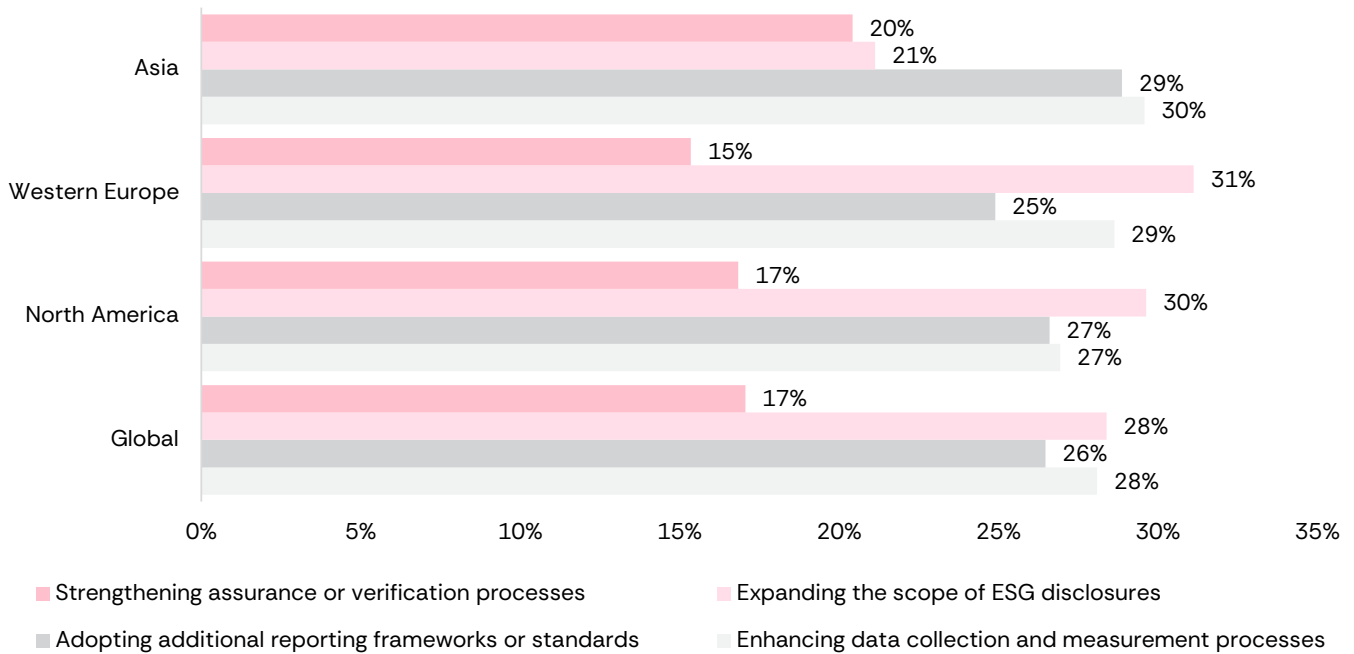 20%
21%
Asia
29%
30%
15%
31%
Western Europe
25%
29%
17%
30%
North America
27%
27%
17%
28%
Global
26%
28%
0% 5% 10% 15% 20% 25% 30% 35%
Strengthening assurance or verification processes
Expanding the scope of ESG disclosures
Adopting additional reporting frameworks or standards
Enhancing data collection and measurement processes